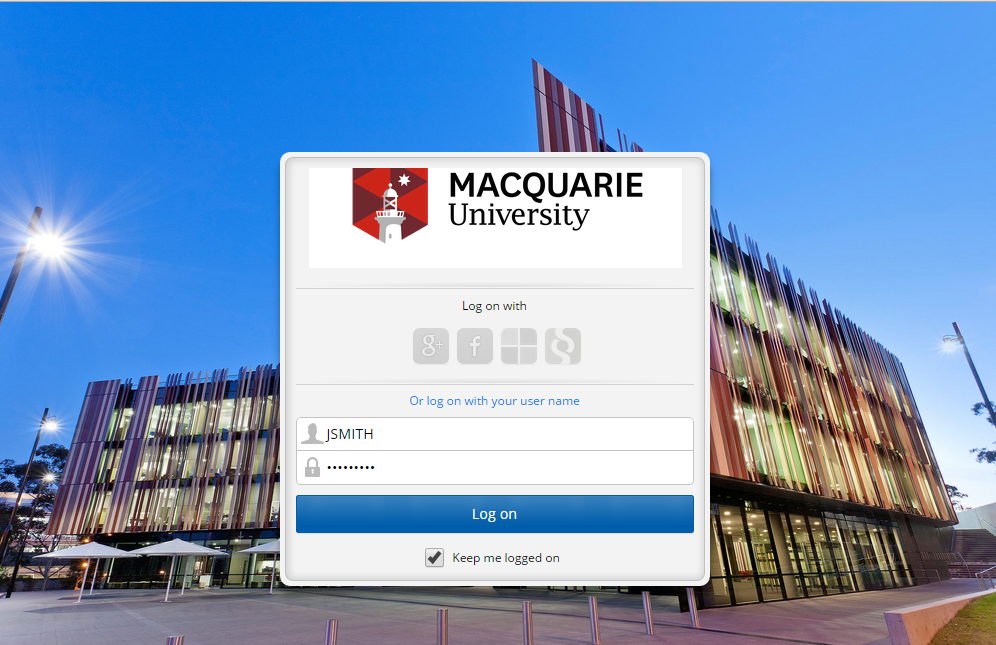 MACQUARIE
University
Log on with
g+ f
Or log on with your user name
JSMITH
•••••••••
Log on
Keep me logged on